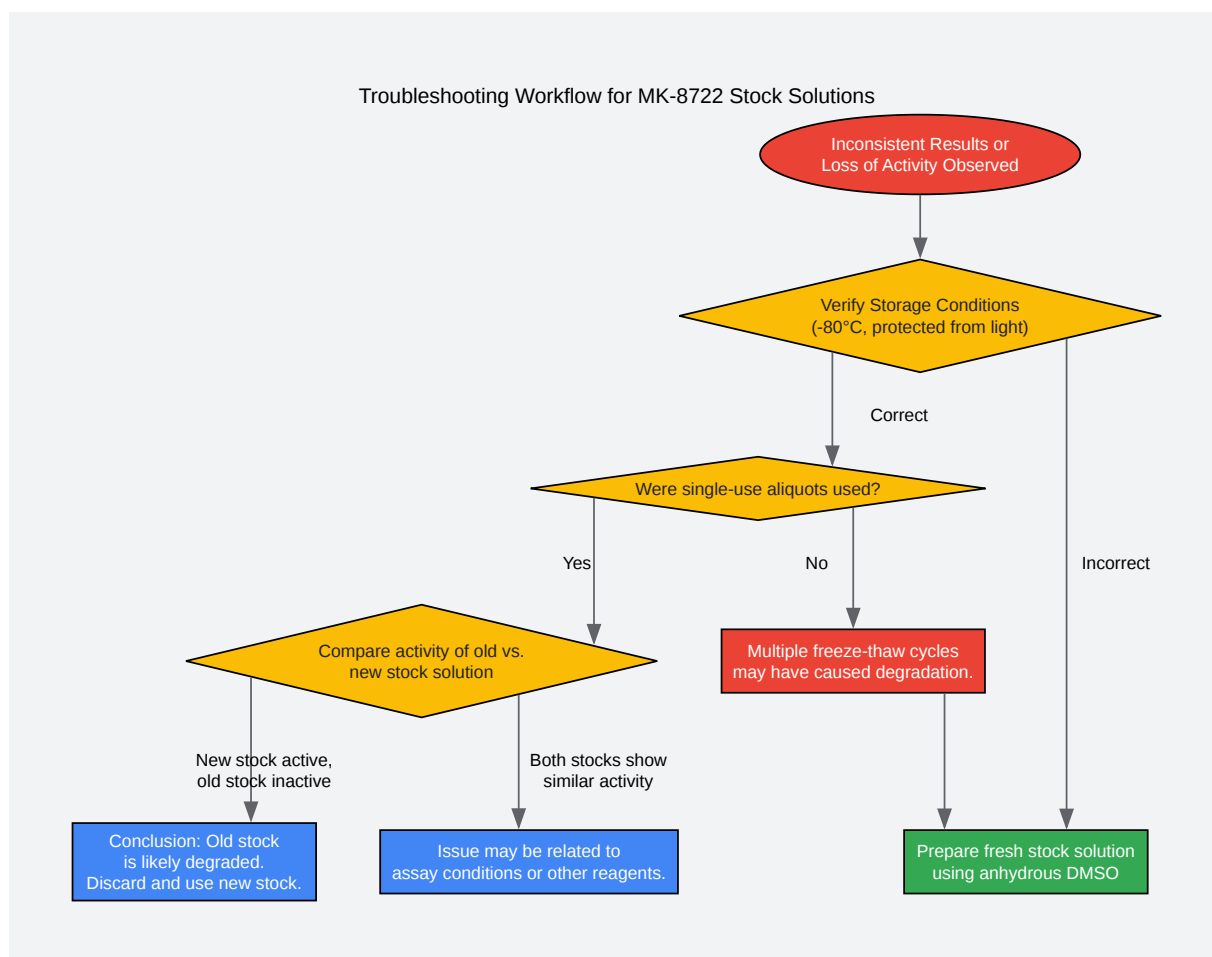 Troubleshooting Workflow for MK-8722 Stock Solutions
Inconsistent Results or
Loss of Activity Observed
Verify Storage Conditions
(-80°C, protected from light)
Correct
Were single-use aliquots used?
Yes
No
Incorrect
Compare activity of old vs.
new stock solution
Multiple freeze-thaw cycles
may have caused degradation.
New stock active,
old stock inactive
Both stocks show
similar activity
Conclusion: Old stock
is likely degraded.
Discard and use new stock.
Issue may be related to
assay conditions or other reagents.
Prepare fresh stock solution
using anhydrous DMSO